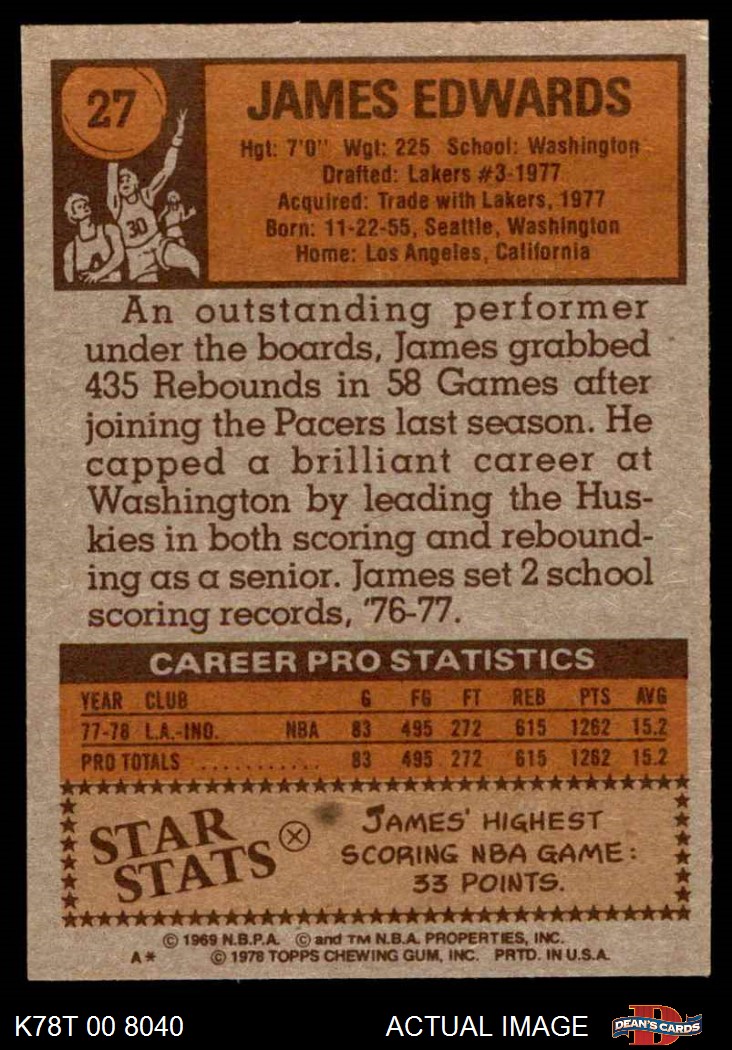 27
JAMES EDWARDS
Hgt: 7'0" Wgt: 225 School: Washington
Drafted: Lakers #3-1977
Acquired: Trade with Lakers, 1977
Born: 11-22-55, Seattle, Washington
Home: Los Angeles, California
30
An outstanding performer
under the boards, James grabbed
435 Rebounds in 58 Games after
joining the Pacers last season. He
capped a brilliant career at
Washington by leading the Hus-
kies in both scoring and rebound-
ing as a senior. James set 2 school
scoring records, '76-77.
CAREER PRO STATISTICS
YEAR CLUB G FG FT REB PTS AVG
77-78 L.A.-IND. NBA 83 495 272 615 1262 15.2
PRO TOTALS ........... 83 495 272 615 1262 15.2
STAR STATS
JAMES' HIGHEST
SCORING NBA GAME:
33 POINTS.
© 1969 N.B.P.A. © and TM N.B.A. PROPERTIES, INC.
A* © 1978 TOPPS CHEWING GUM, INC. PRTD. IN U.S.A.
K78T 00 8040 ACTUAL IMAGE DEAN'S CARDS